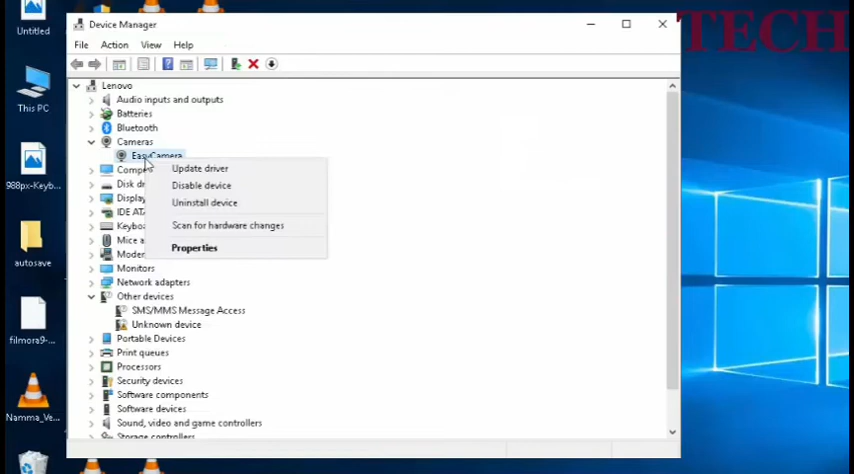 TECH
Untitled
This PC
988px-Keyb...
autosave
filmora9-...
Namma_Ve...
Device Manager
File Action View Help
Lenovo
Audio inputs and outputs
Batteries
Bluetooth
Cameras
EasyCamera
Update driver
Disable device
Uninstall device
Scan for hardware changes
Properties
Comp
Disk dr
Display
IDE ATA
Keybo
Mice a
Moder
Monitors
Network adapters
Other devices
SMS/MMS Message Access
Unknown device
Portable Devices
Print queues
Processors
Security devices
Software components
Software devices
Sound, video and game controllers
Storage controllers